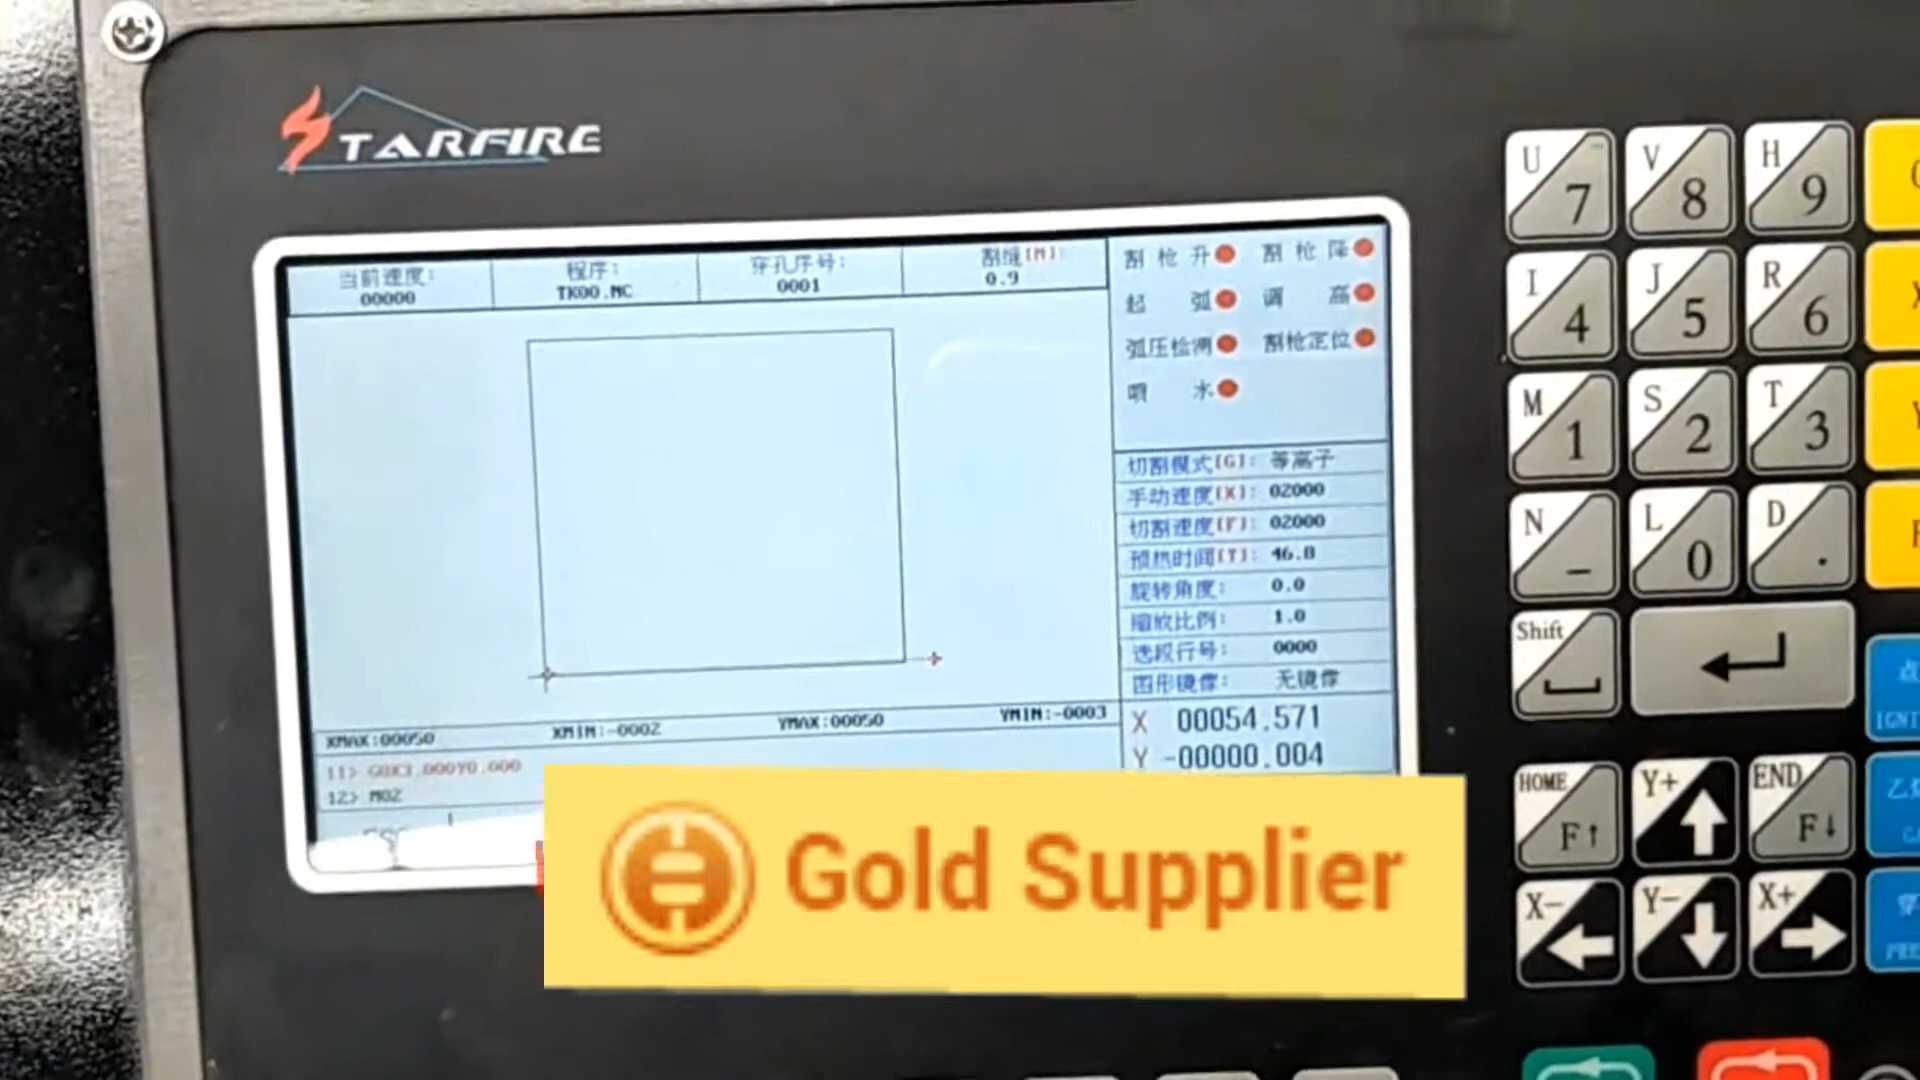 STARFIRE
当前速度:
00000
程序:
TK00.NC
穿孔序号:
0001
割缝[M]:
0.9
割枪升 割枪降
起弧 调高
弧压检测 割枪定位
喷水
切割模式[G]: 等离子
手动速度[X]: 02000
切割速度[F]: 02000
预热时间[T]: 46.8
旋转角度: 0.0
缩放比例: 1.0
选段行号: 0000
图形镜像: 无镜像
XMAX:00050 XMIN:-0002 YMAX:00050 YMIN:-0003
X 00054.571
Y -00000.004
12> M02
Gold Supplier
U 7 V 8 H 9
I 4 J 5 R 6
M 1 S 2 T 3
N - L 0 D .
Shift
HOME F↑ Y+ END F↓
X- Y- X+